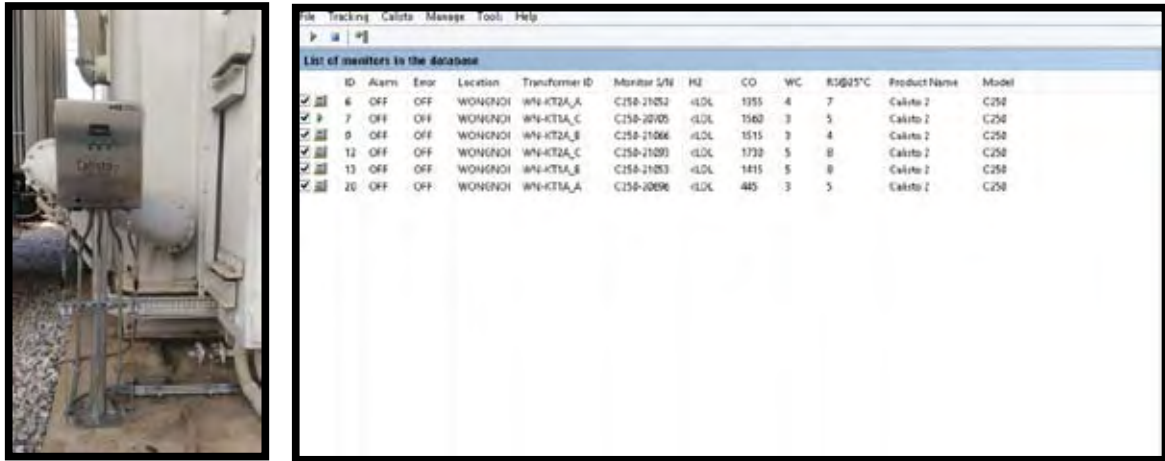 Calisto
File Tracking Calisto Manage Tools Help
List of monitors in the database
ID Alarm Error Location Transformer ID Monitor S/N H2 CO WC RS@25°C Product Name Model
6 OFF OFF WONGNOI WN-KT2A_A C250-21052 <LDL 1355 4 7 Calisto 2 C250
7 OFF OFF WONGNOI WN-KT1A_C C250-20705 <LDL 1560 3 5 Calisto 2 C250
9 OFF OFF WONGNOI WN-KT2A_B C250-21066 <LDL 1515 3 4 Calisto 2 C250
12 OFF OFF WONGNOI WN-KT2A_C C250-21093 <LDL 1730 5 8 Calisto 2 C250
13 OFF OFF WONGNOI WN-KT1A_B C250-21053 <LDL 1415 5 8 Calisto 2 C250
20 OFF OFF WONGNOI WN-KT1A_A C250-20696 <LDL 445 3 5 Calisto 2 C250